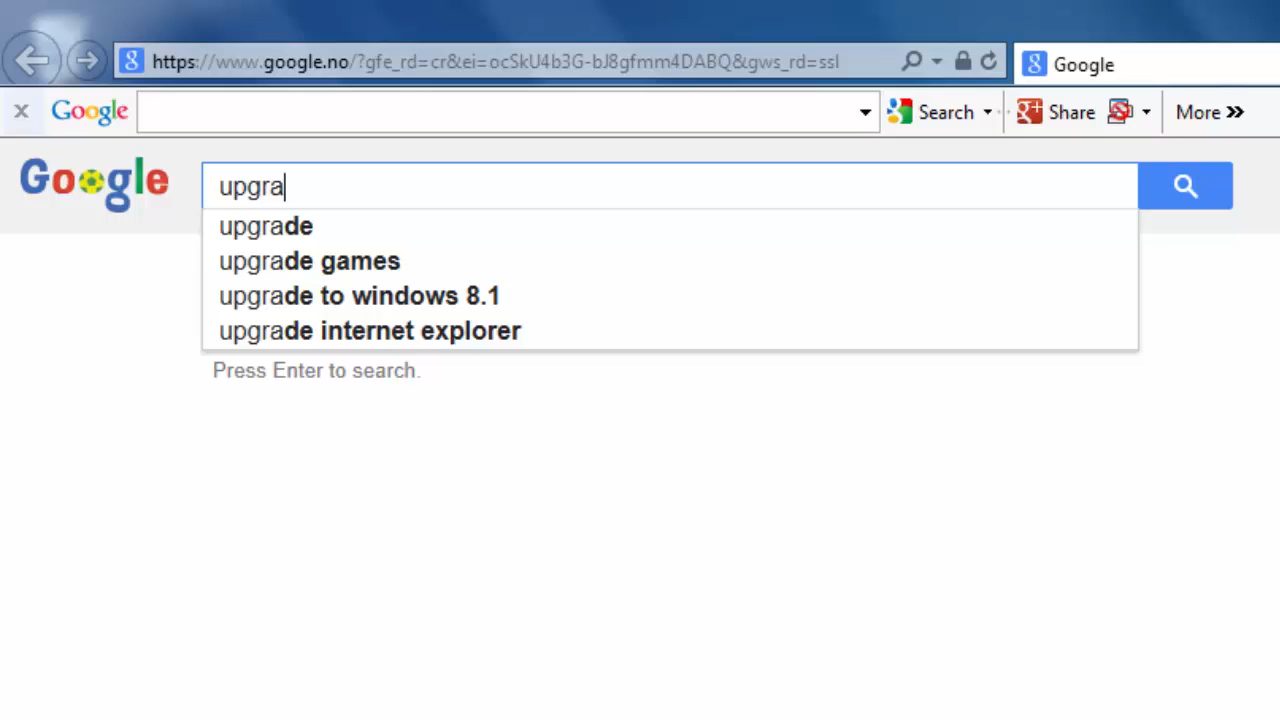 https://www.google.no/?gfe_rd=cr&ei=ocSkU4b3G-bJ8gfmm4DABQ&gws_rd=ssl
Google
Google Search Share More
Google upgra
upgrade
upgrade games
upgrade to windows 8.1
upgrade internet explorer
Press Enter to search.